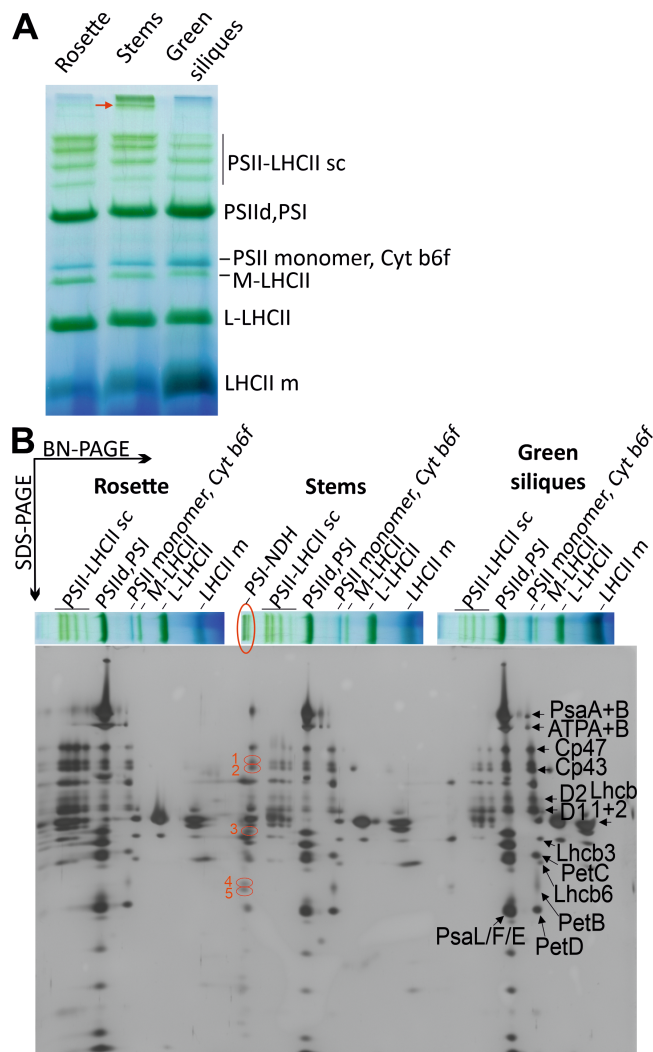 A
Rosette
Stems
Green
siliques
PSII-LHCII sc
PSIId,PSI
PSII monomer, Cyt b6f
M-LHCII
L-LHCII
LHCII m
B
BN-PAGE
SDS-PAGE
Rosette
Stems
Green
siliques
PSII-LHCII sc
PSIId,PSI
PSII monomer, Cyt b6f
M-LHCII
L-LHCII
LHCII m
PSI-NDH
PSII-LHCII sc
PSIId,PSI
PSII monomer, Cyt b6f
M-LHCII
L-LHCII
LHCII m
PSII-LHCII sc
PSIId,PSI
PSII monomer, Cyt b6f
M-LHCII
L-LHCII
LHCII m
PsaA+B
ATPA+B
Cp47
1
2
Cp43
D2 Lhcb
D11+2
3
Lhcb3
PetC
4
5
Lhcb6
PetB
PsaL/F/E
PetD